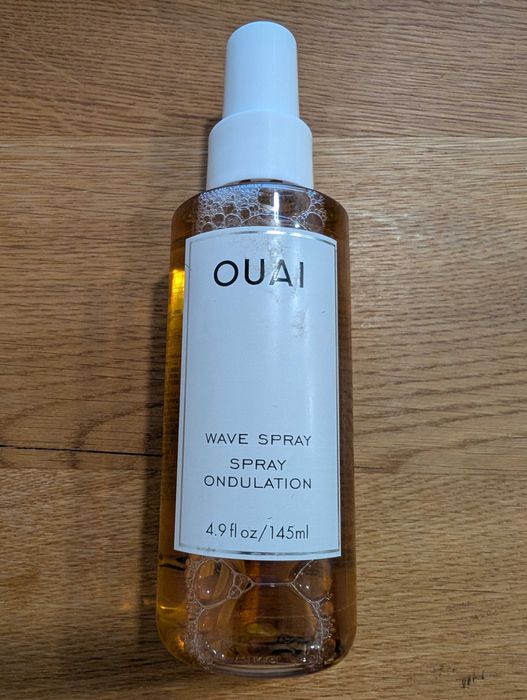 OUAI
WAVE SPRAY
SPRAY
ONDULATION
4.9 fl oz/145ml